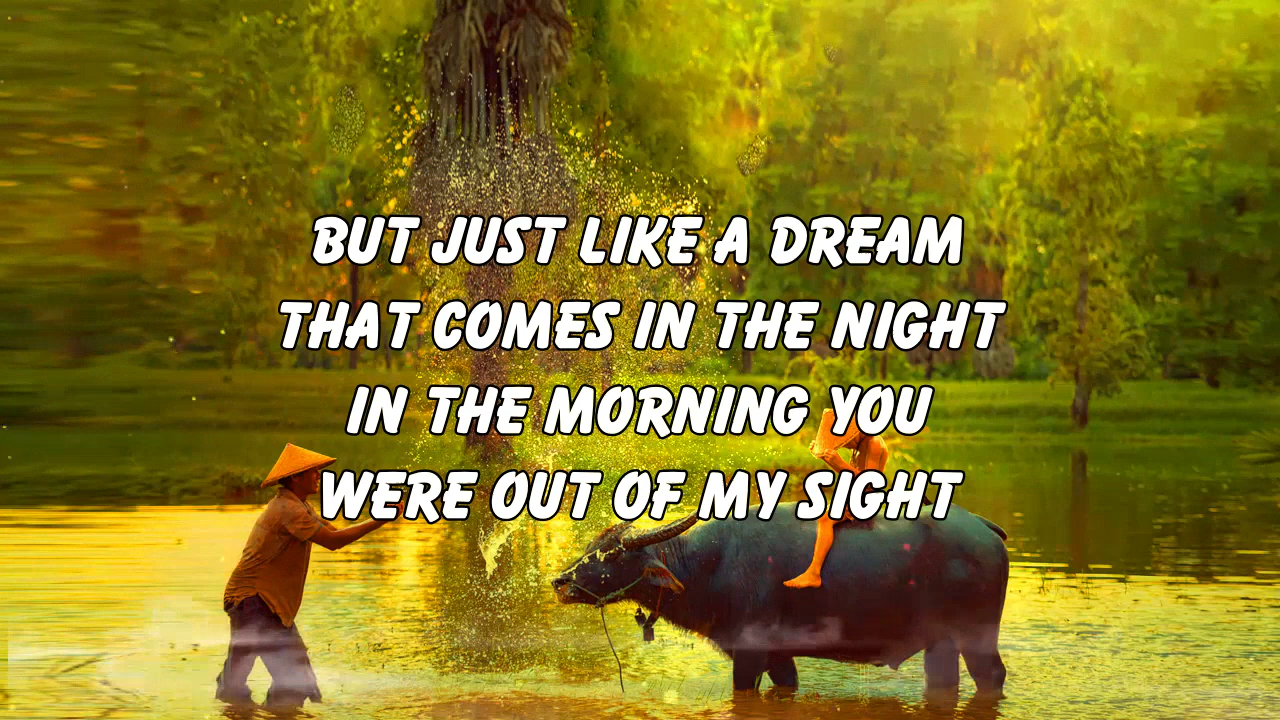 BUT JUST LIKE A DREAM
THAT COMES IN THE NIGHT
IN THE MORNING YOU
WERE OUT OF MY SIGHT